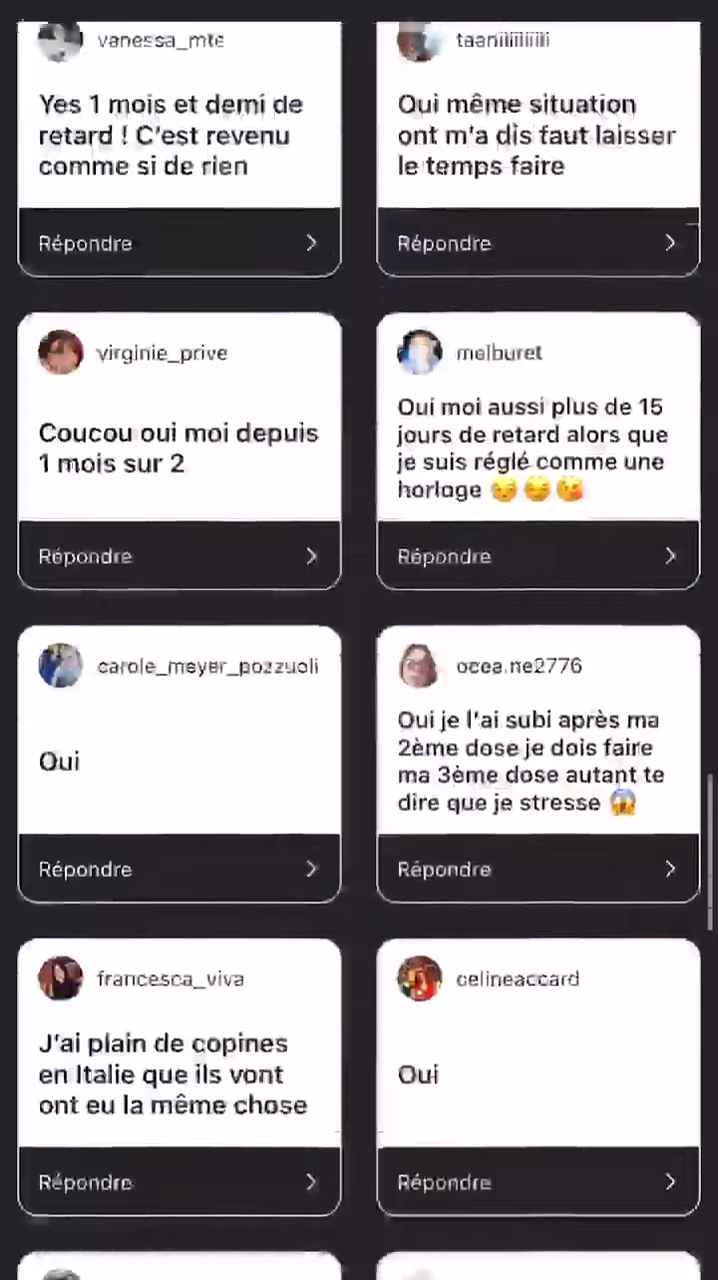 vanessa_mte
Yes 1 mois et demi de
retard ! C'est revenu
comme si de rien
Répondre
taaniiiiiiiiii
Oui même situation
ont m'a dis faut laisser
le temps faire
Répondre
virginie_prive
Coucou oui moi depuis
1 mois sur 2
Répondre
melburet
Oui moi aussi plus de 15
jours de retard alors que
je suis réglé comme une
horloge 😏😏😘
Répondre
carole_meyer_pozzuoli
Oui
Répondre
ocea.ne2776
Oui je l'ai subi après ma
2ème dose je dois faire
ma 3ème dose autant te
dire que je stresse 😱
Répondre
francesca_viva
J'ai plain de copines
en Italie que ils vont
ont eu la même chose
Répondre
celineaccard
Oui
Répondre